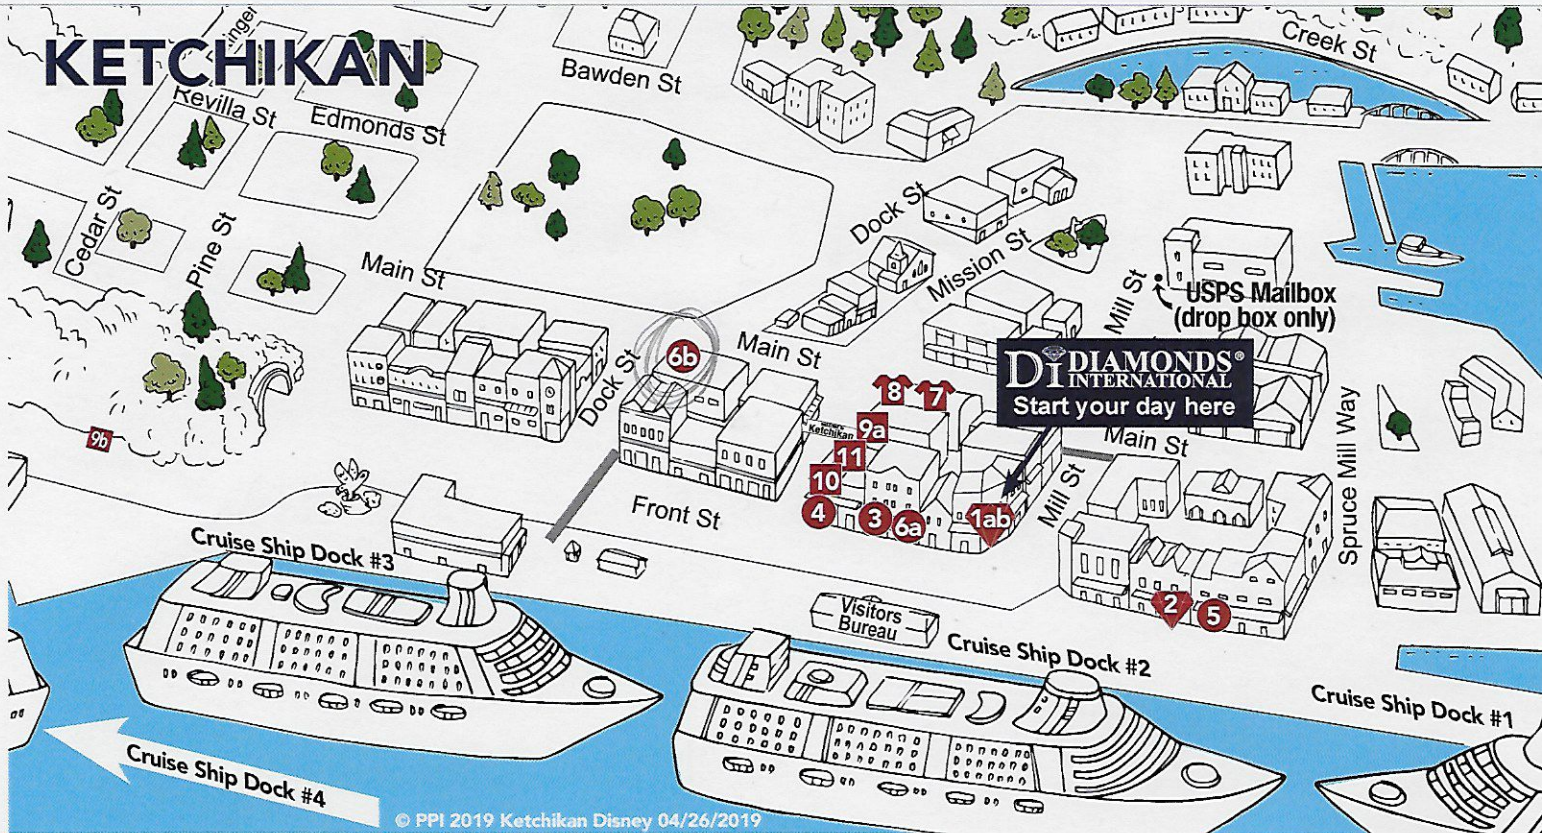 KETCHIKAN
Revilla St
Edmonds St
Bawden St
Creek St
Cedar St
Pine St
Main St
Dock St
Mission St
Mill St
USPS Mailbox
(drop box only)
Dock St
6b
Main St
Di DIAMONDS®
INTERNATIONAL
Start your day here
8
7
9a
Ketchikan
11
10
4
3
6a
1ab
Main St
Mill St
Spruce Mill Way
9b
Front St
2
5
Cruise Ship Dock #3
Visitors
Bureau
Cruise Ship Dock #2
Cruise Ship Dock #1
Cruise Ship Dock #4
© PPI 2019 Ketchikan Disney 04/26/2019